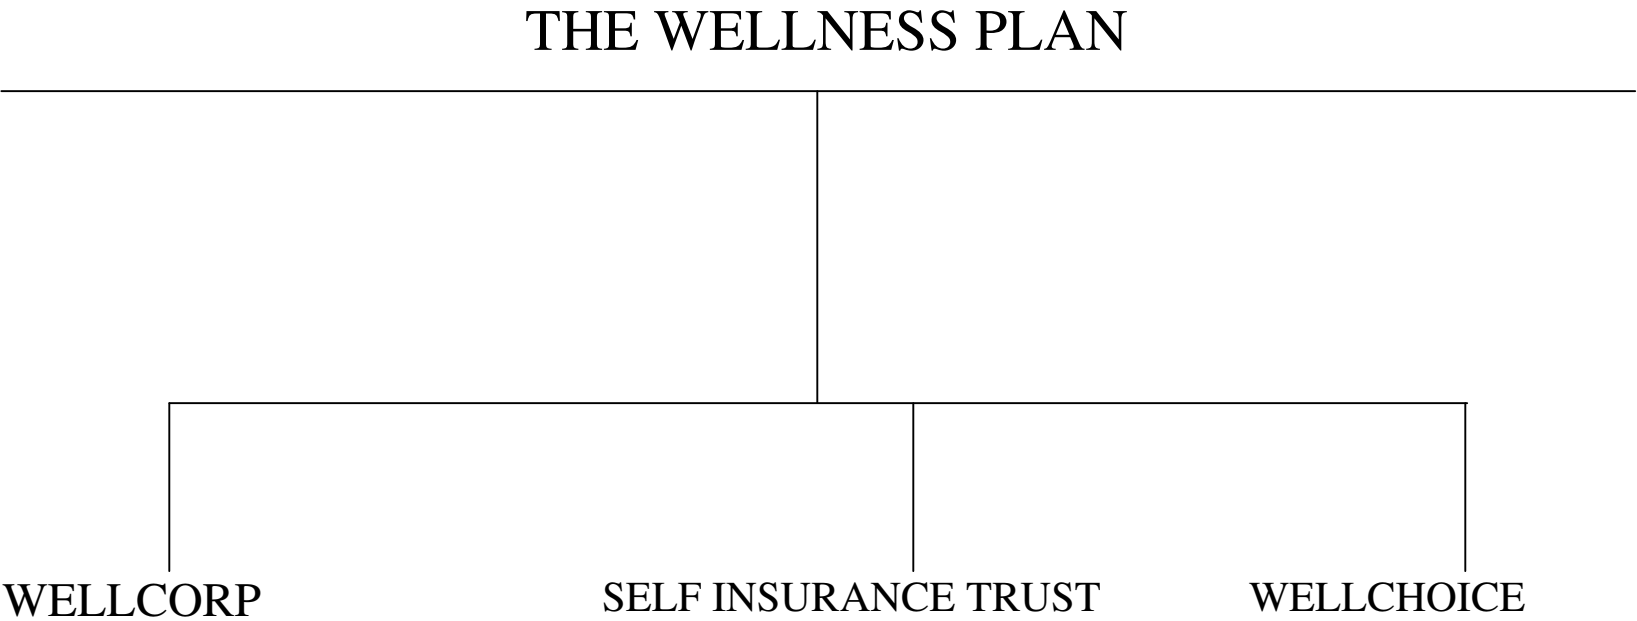 THE WELLNESS PLAN
WELLCORP
SELF INSURANCE TRUST
WELLCHOICE